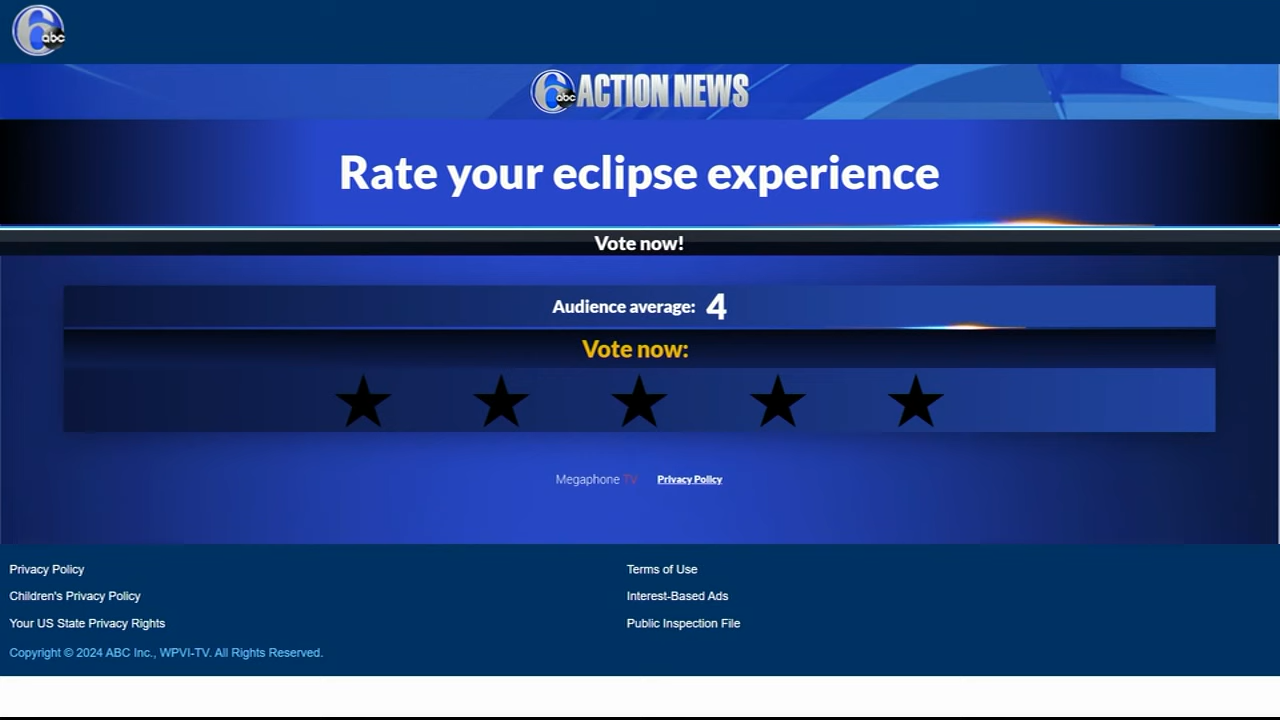 6abc
6abc ACTION NEWS
Rate your eclipse experience
Vote now!
Audience average: 4
Vote now:
Megaphone TV Privacy Policy
Privacy Policy
Terms of Use
Children's Privacy Policy
Interest-Based Ads
Your US State Privacy Rights
Public Inspection File
Copyright © 2024 ABC Inc., WPVI-TV. All Rights Reserved.